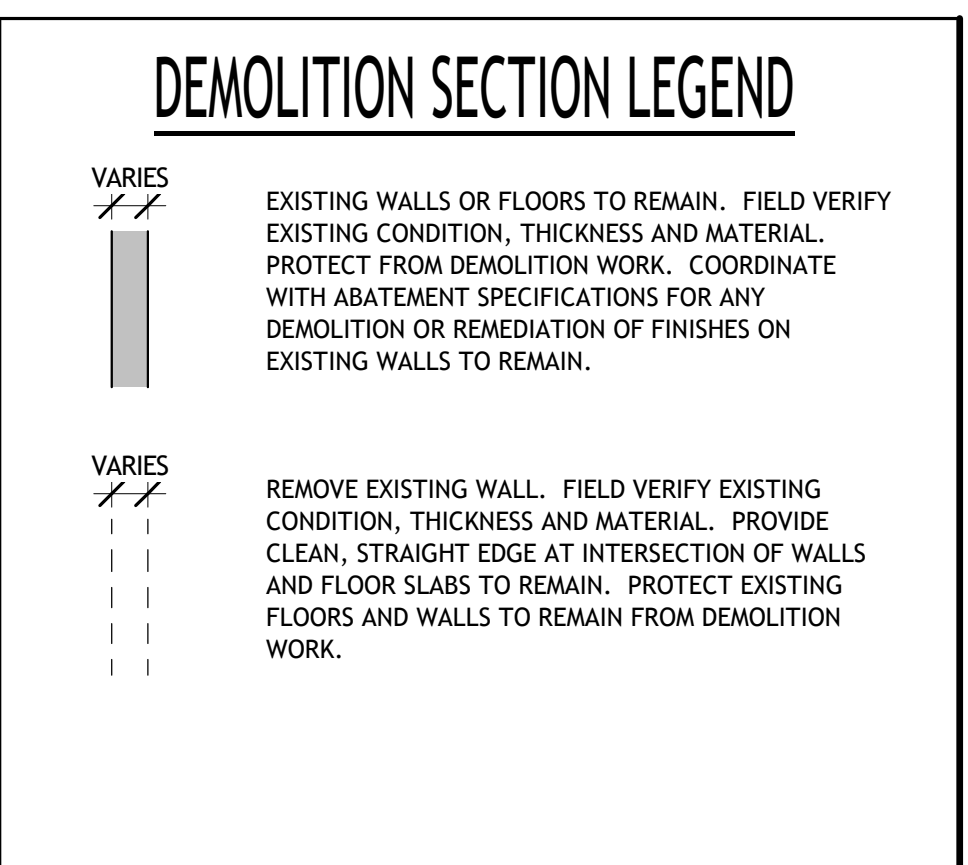 DEMOLITION SECTION LEGEND
VARIES
EXISTING WALLS OR FLOORS TO REMAIN.  FIELD VERIFY
EXISTING CONDITION, THICKNESS AND MATERIAL.
PROTECT FROM DEMOLITION WORK.  COORDINATE
WITH ABATEMENT SPECIFICATIONS FOR ANY
DEMOLITION OR REMEDIATION OF FINISHES ON
EXISTING WALLS TO REMAIN.
VARIES
REMOVE EXISTING WALL.  FIELD VERIFY EXISTING
CONDITION, THICKNESS AND MATERIAL.  PROVIDE
CLEAN, STRAIGHT EDGE AT INTERSECTION OF WALLS
AND FLOOR SLABS TO REMAIN.  PROTECT EXISTING
FLOORS AND WALLS TO REMAIN FROM DEMOLITION
WORK.